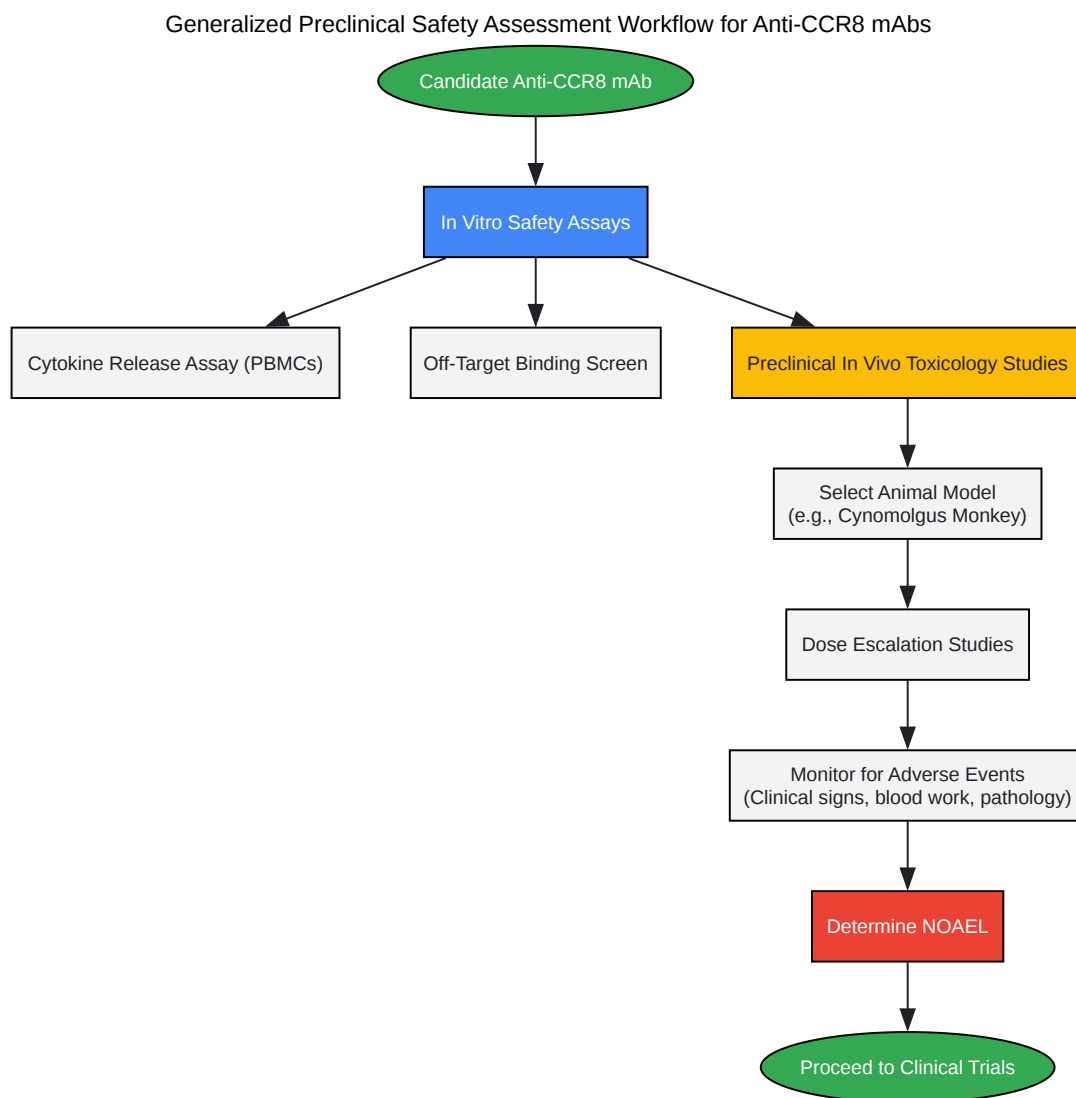 Generalized Preclinical Safety Assessment Workflow for Anti-CCR8 mAbs
Candidate Anti-CCR8 mAb
In Vitro Safety Assays
Cytokine Release Assay (PBMCs)
Off-Target Binding Screen
Preclinical In Vivo Toxicology Studies
Select Animal Model
(e.g., Cynomolgus Monkey)
Dose Escalation Studies
Monitor for Adverse Events
(Clinical signs, blood work, pathology)
Determine NOAEL
Proceed to Clinical Trials